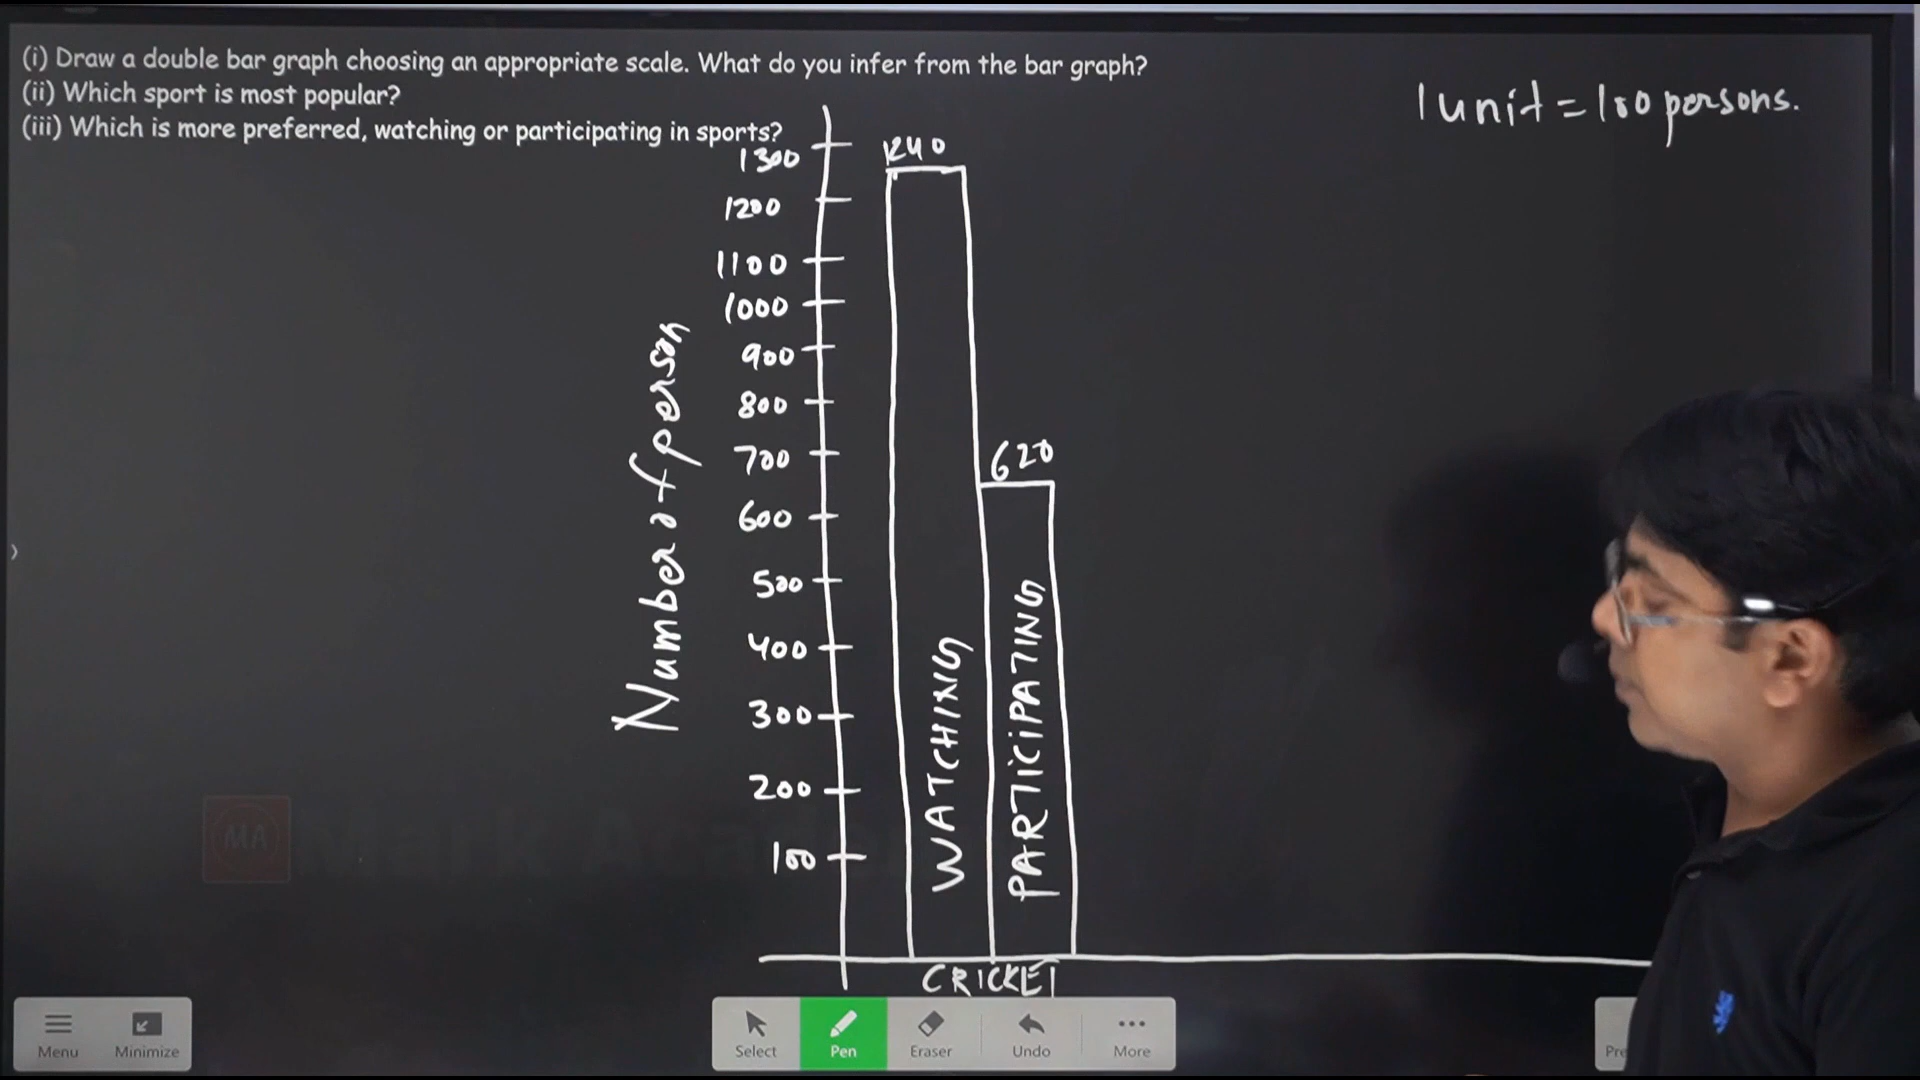 (i) Draw a double bar graph choosing an appropriate scale. What do you infer from the bar graph?
(ii) Which sport is most popular?
(iii) Which is more preferred, watching or participating in sports?
1 unit = 100 persons.
1300
1240
1200
1100
1000
900
800
700
620
600
500
400
300
200
100
Number of person
WATCHING
PARTICIPATING
CRICKET
MA
Mark A
Menu
Minimize
Select
Pen
Eraser
Undo
More
Pre